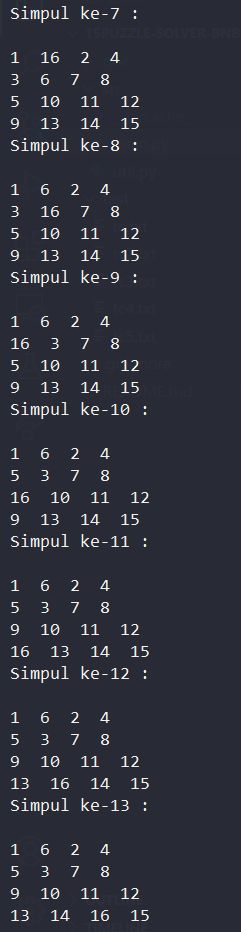 Simpul ke-7 :
1 16 2 4
3 6 7 8
5 10 11 12
9 13 14 15
Simpul ke-8 :
1 6 2 4
3 16 7 8
5 10 11 12
9 13 14 15
Simpul ke-9 :
1 6 2 4
16 3 7 8
5 10 11 12
9 13 14 15
Simpul ke-10 :
1 6 2 4
5 3 7 8
16 10 11 12
9 13 14 15
Simpul ke-11 :
1 6 2 4
5 3 7 8
9 10 11 12
16 13 14 15
Simpul ke-12 :
1 6 2 4
5 3 7 8
9 10 11 12
13 16 14 15
Simpul ke-13 :
1 6 2 4
5 3 7 8
9 10 11 12
13 14 16 15